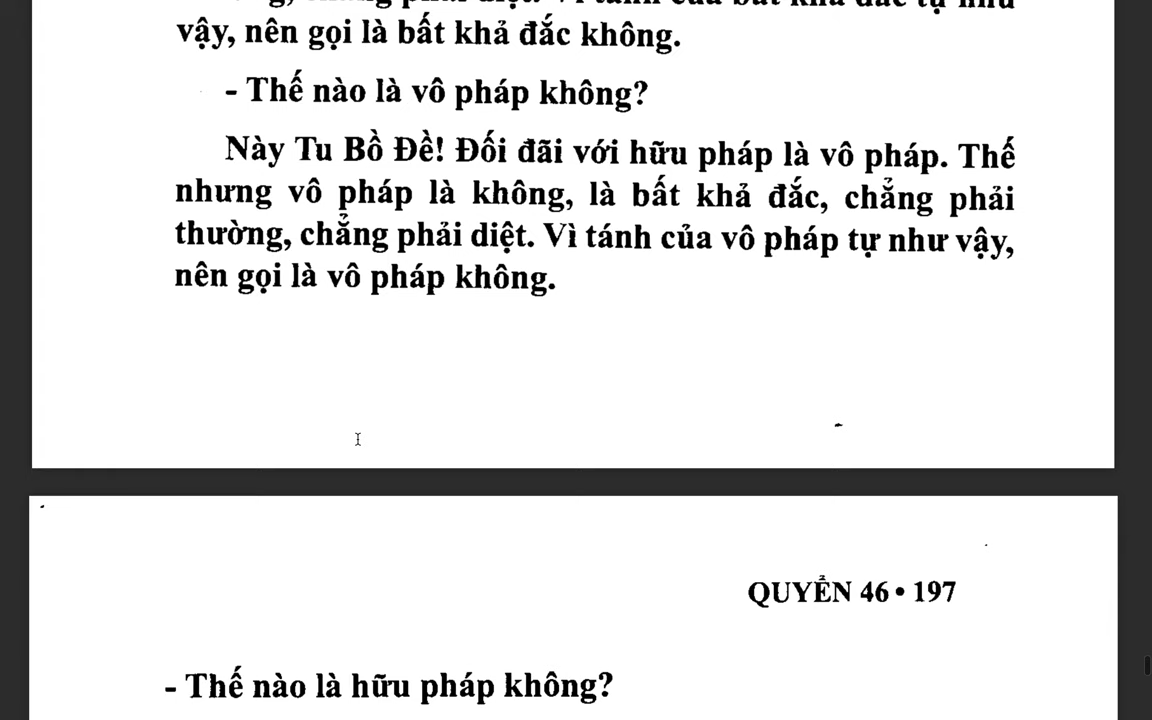 vậy, nên gọi là bất khả đắc không.
- Thế nào là vô pháp không?
Này Tu Bồ Đề! Đối đãi với hữu pháp là vô pháp. Thế
nhưng vô pháp là không, là bất khả đắc, chẳng phải
thường, chẳng phải diệt. Vì tánh của vô pháp tự như vậy,
nên gọi là vô pháp không.
QUYỂN 46 • 197
- Thế nào là hữu pháp không?